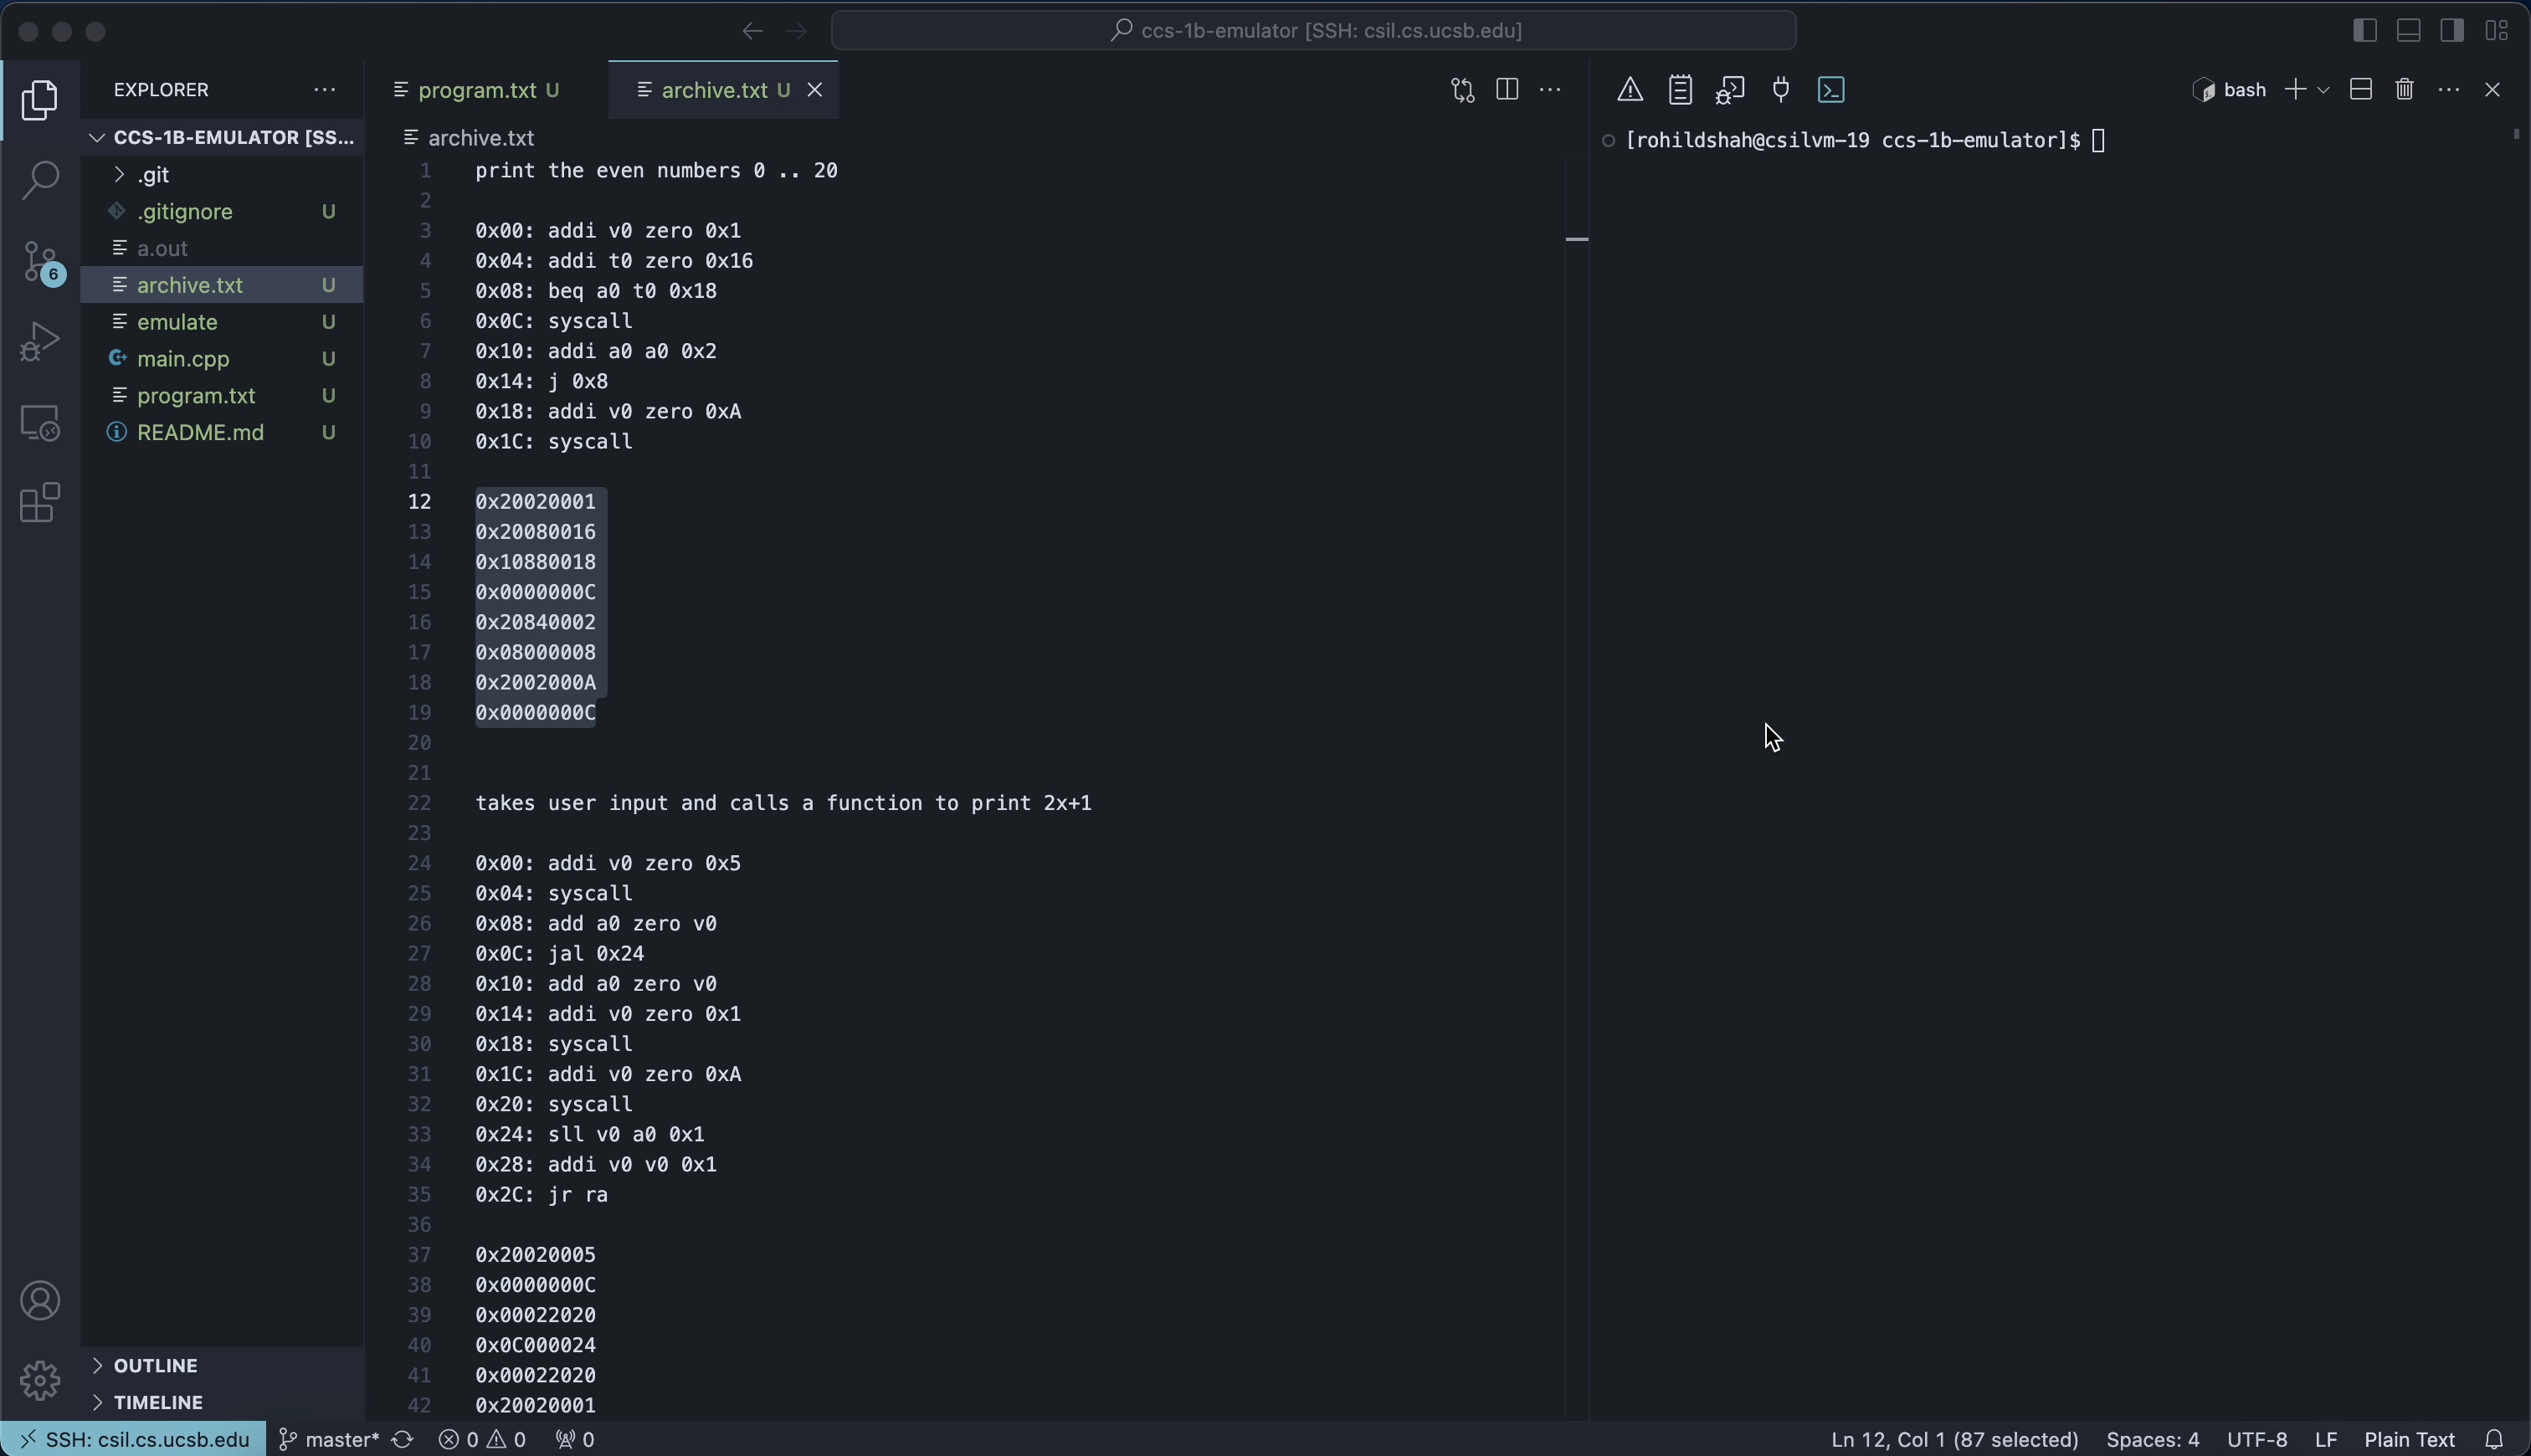 ccs-1b-emulator [SSH: csil.cs.ucsb.edu]
EXPLORER
CCS-1B-EMULATOR [SS...
.git
.gitignore U
a.out
archive.txt U
emulate U
main.cpp U
program.txt U
README.md U
6
OUTLINE
TIMELINE
program.txt U
archive.txt U
archive.txt
1 print the even numbers 0 .. 20
2
3 0x00: addi v0 zero 0x1
4 0x04: addi t0 zero 0x16
5 0x08: beq a0 t0 0x18
6 0x0C: syscall
7 0x10: addi a0 a0 0x2
8 0x14: j 0x8
9 0x18: addi v0 zero 0xA
10 0x1C: syscall
11
12 0x20020001
13 0x20080016
14 0x10880018
15 0x0000000C
16 0x20840002
17 0x08000008
18 0x2002000A
19 0x0000000C
20
21
22 takes user input and calls a function to print 2x+1
23
24 0x00: addi v0 zero 0x5
25 0x04: syscall
26 0x08: add a0 zero v0
27 0x0C: jal 0x24
28 0x10: add a0 zero v0
29 0x14: addi v0 zero 0x1
30 0x18: syscall
31 0x1C: addi v0 zero 0xA
32 0x20: syscall
33 0x24: sll v0 a0 0x1
34 0x28: addi v0 v0 0x1
35 0x2C: jr ra
36
37 0x20020005
38 0x0000000C
39 0x00022020
40 0x0C000024
41 0x00022020
42 0x20020001
bash
[rohildshah@csilvm-19 ccs-1b-emulator]$
SSH: csil.cs.ucsb.edu master* 0 0 0 Ln 12, Col 1 (87 selected) Spaces: 4 UTF-8 LF Plain Text